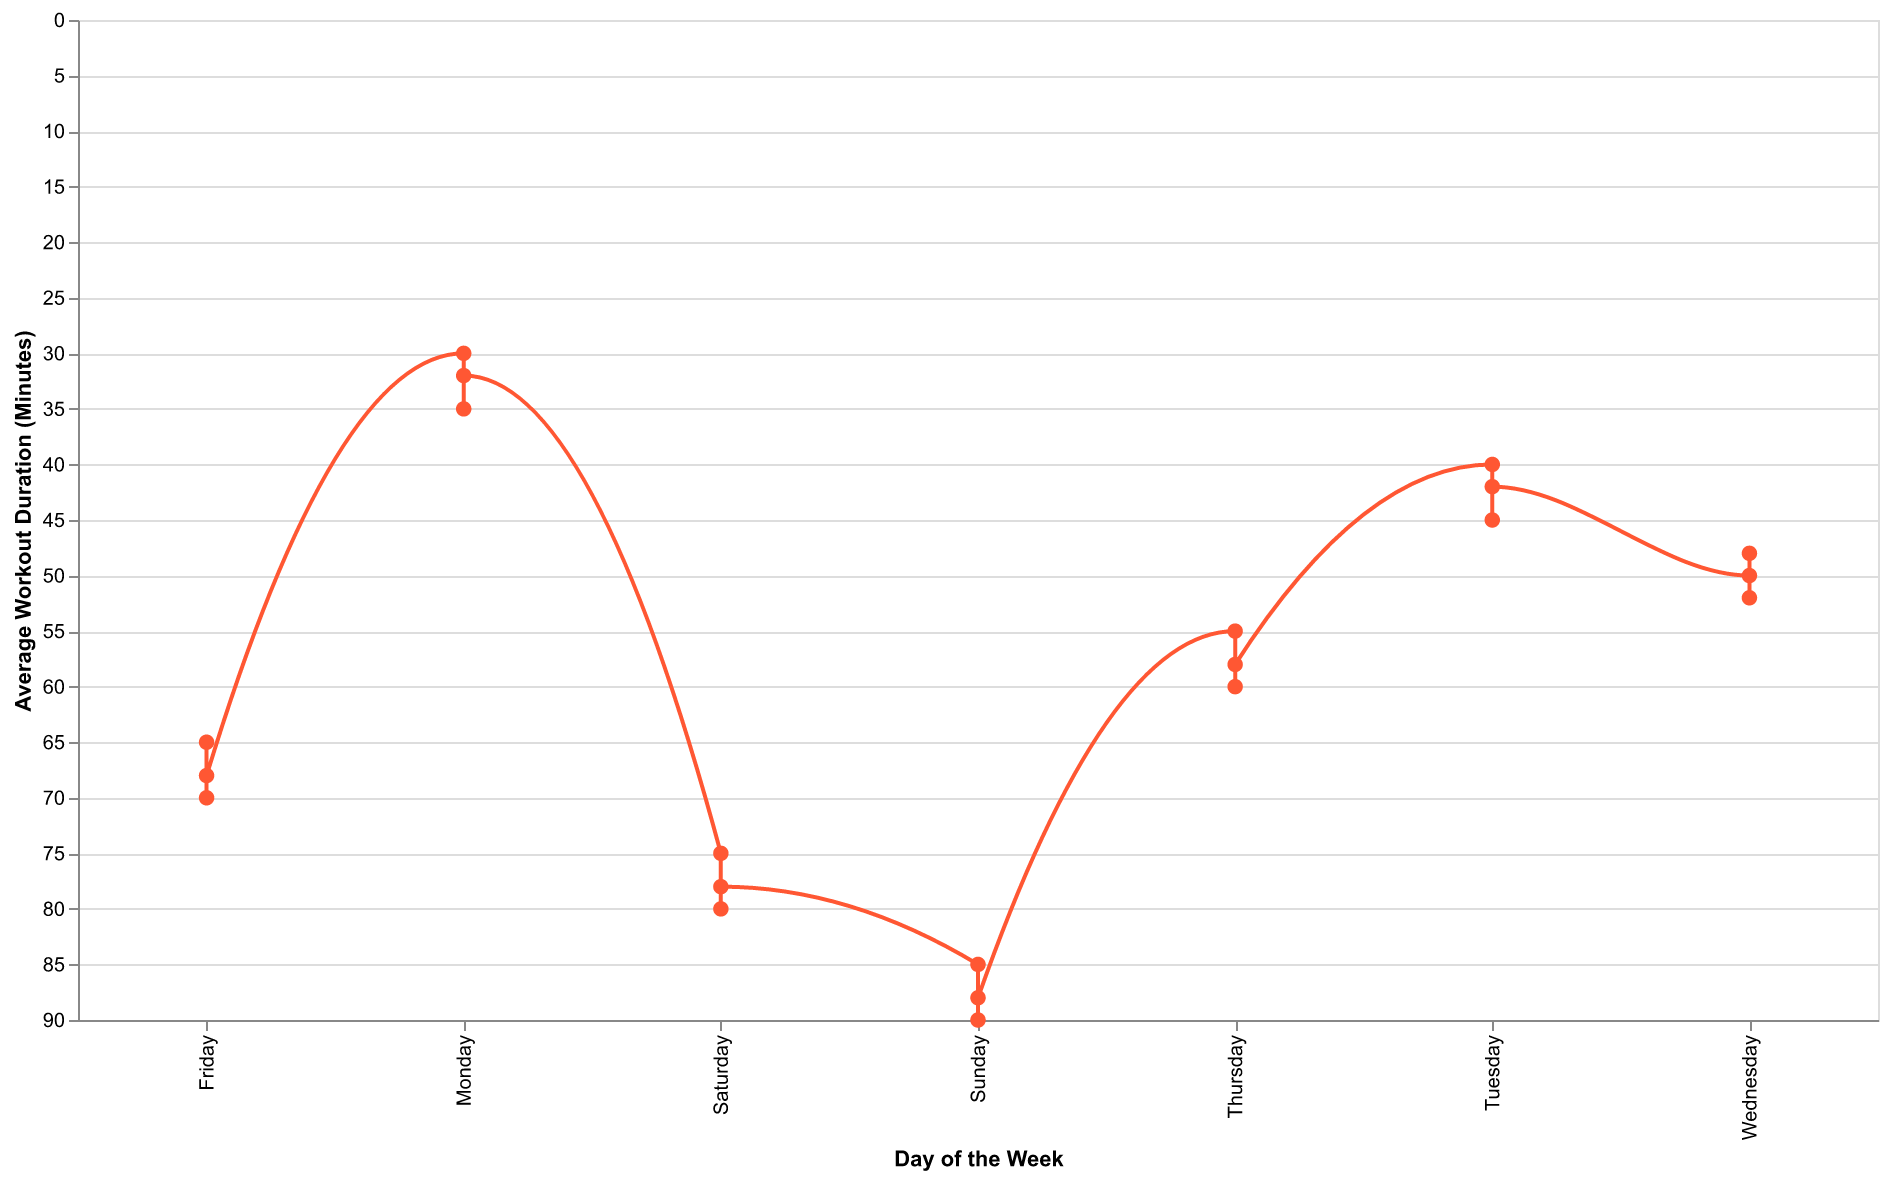 0
5
10
15
20
25
30
35
40
45
50
55
60
65
70
75
80
85
90
Average Workout Duration (Minutes)
Friday
Monday
Saturday
Sunday
Thursday
Tuesday
Wednesday
Day of the Week